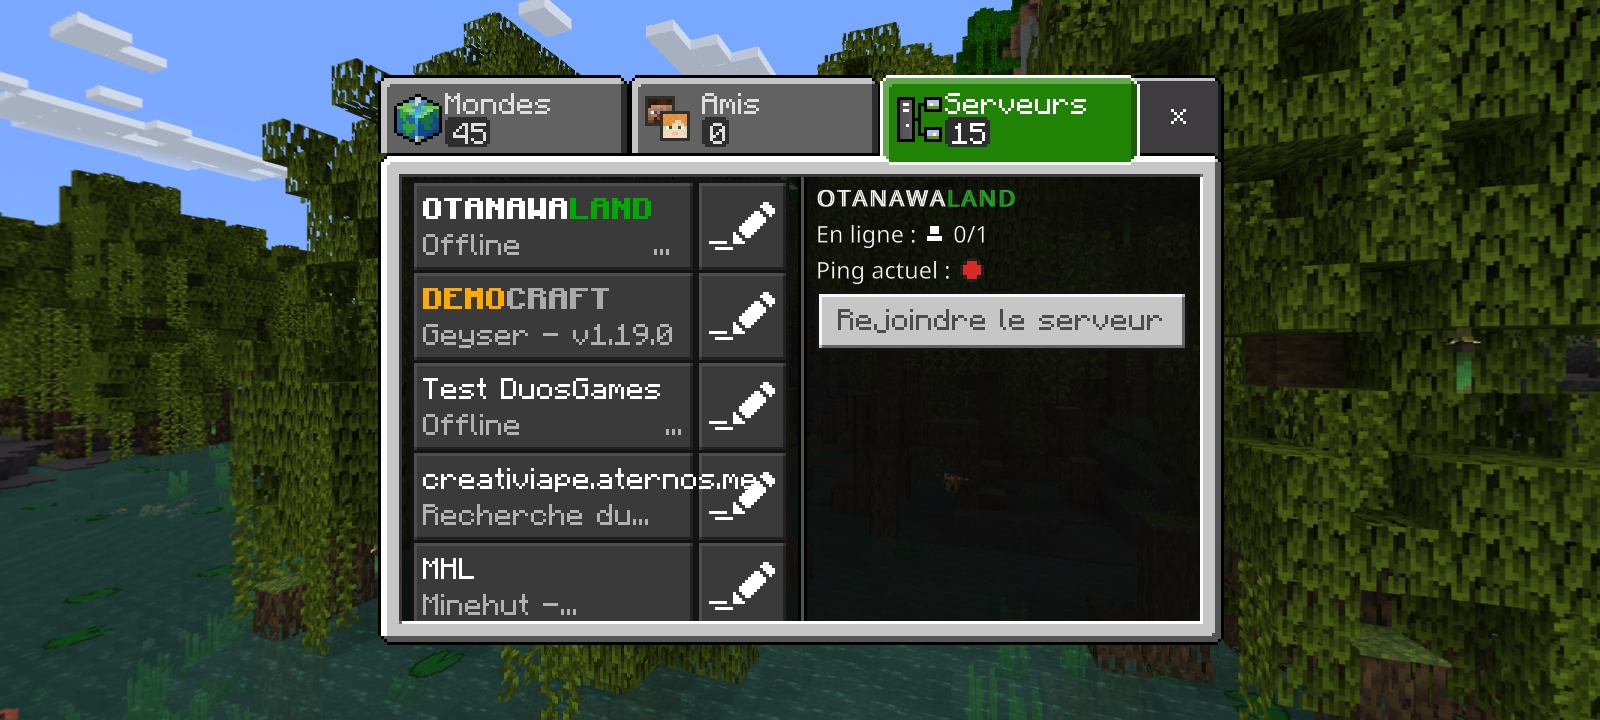 Mondes
45
Amis
0
Serveurs
15
x
OTANAWALAND
Offline ...
DEMOCRAFT
Geyser - v1.19.0
Test DuosGames
Offline ...
creativiape.aternos.me
Recherche du...
MHL
Minehut -...
OTANAWALAND
En ligne : 0/1
Ping actuel :
Rejoindre le serveur